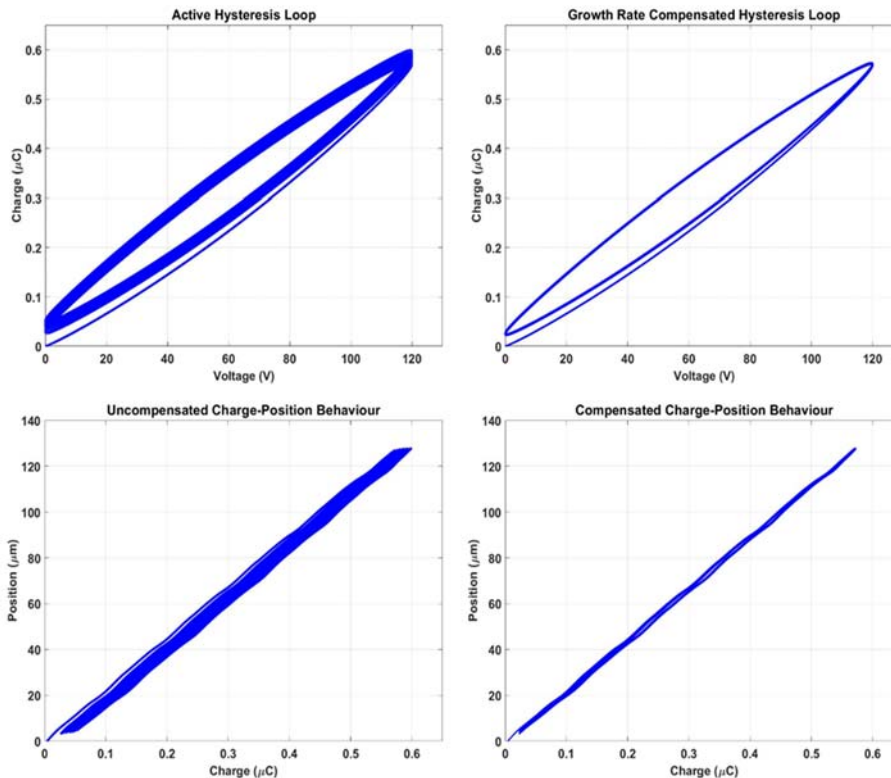 Active Hysteresis Loop
0.6
0.5
0.4
0.3
0.2
0.1
0
Charge (μC)
0 20 40 60 80 100 120
Voltage (V)
Growth Rate Compensated Hysteresis Loop
0.6
0.5
0.4
0.3
0.2
0.1
0
Charge (μC)
0 20 40 60 80 100 120
Voltage (V)
Uncompensated Charge-Position Behaviour
140
120
100
80
60
40
20
0
Position (μm)
0 0.1 0.2 0.3 0.4 0.5 0.6
Charge (μC)
Compensated Charge-Position Behaviour
140
120
100
80
60
40
20
0
Position (μm)
0 0.1 0.2 0.3 0.4 0.5 0.6
Charge (μC)